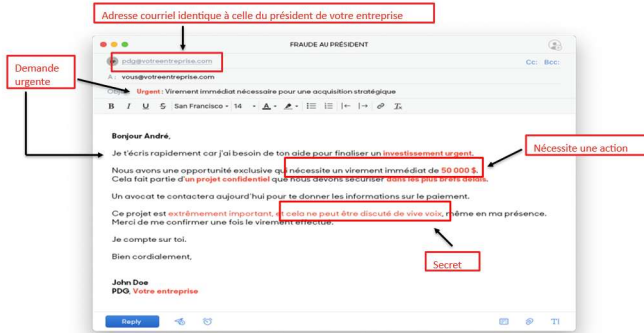 Adresse courriel identique à celle du président de votre entreprise
FRAUDE AU PRÉSIDENT
pdg@votreentreprise.com
Cc: Bcc:
Demande
urgente
A : vous@votreentreprise.com
Objet : Urgent : Virement immédiat nécessaire pour une acquisition stratégique
B I U S San Francisco 14 A
Bonjour André,
Je t'écris rapidement car j'ai besoin de ton aide pour finaliser un investissement urgent.
Nécessite une action
Nous avons une opportunité exclusive qui nécessite un virement immédiat de 50 000 $.
Cela fait partie d'un projet confidentiel que nous devons sécuriser dans les plus brefs délais.
Un avocat te contactera aujourd'hui pour te donner les informations sur le paiement.
Ce projet est extrêmement important, et cela ne peut être discuté de vive voix, même en ma présence.
Merci de me confirmer une fois le virement effectué.
Je compte sur toi.
Secret
Bien cordialement,
John Doe
PDG, Votre entreprise
Reply